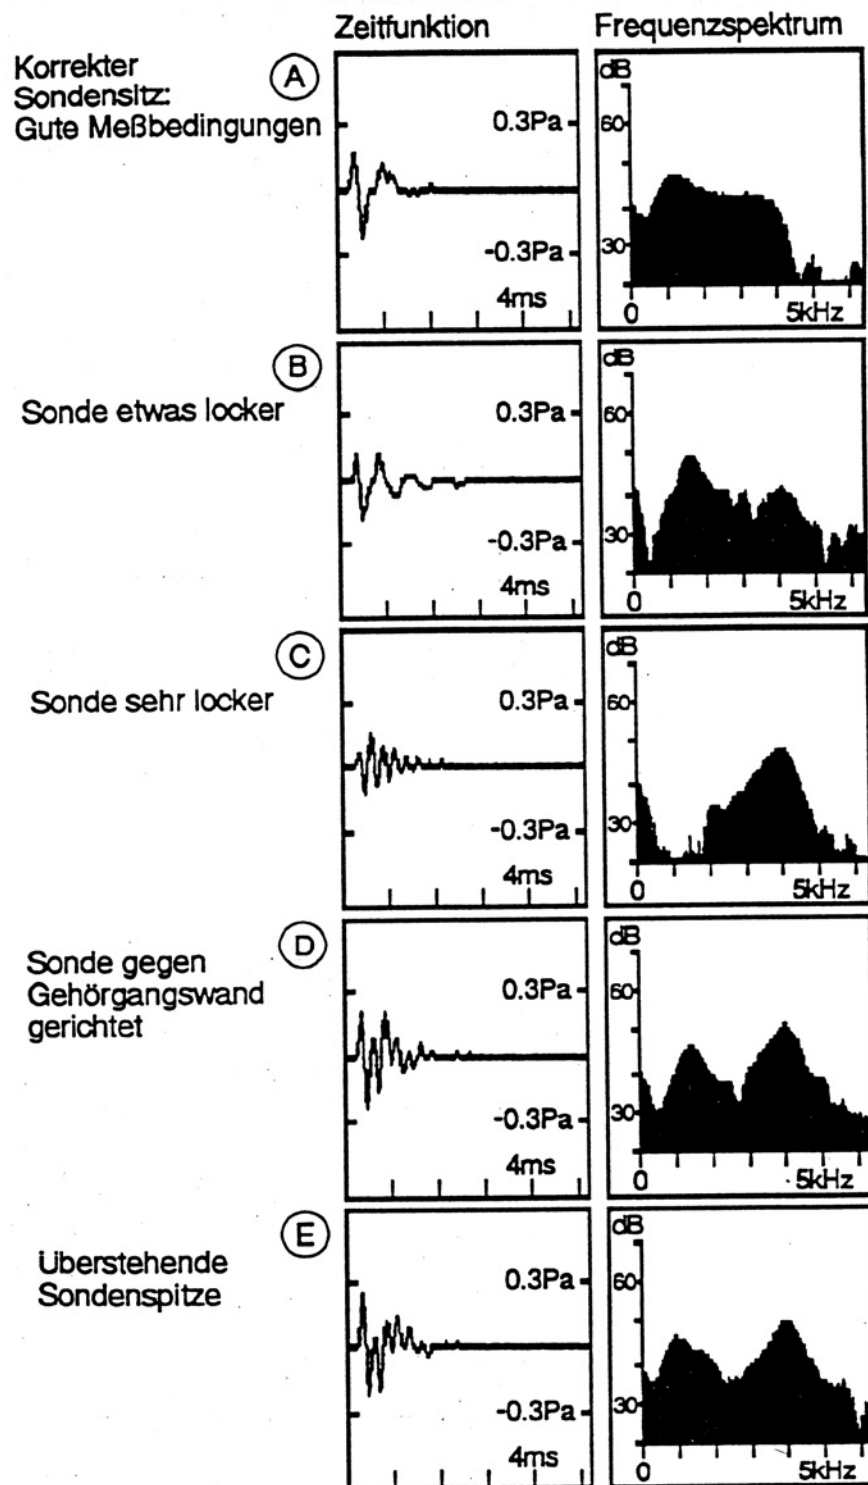 Zeitfunktion
Frequenzspektrum
Korrekter
Sondensitz:
Gute Meßbedingungen
A
0.3Pa
-0.3Pa
4ms
dB
60
30
0
5kHz
B
Sonde etwas locker
0.3Pa
-0.3Pa
4ms
dB
60
30
0
5kHz
C
Sonde sehr locker
0.3Pa
-0.3Pa
4ms
dB
60
30
0
5kHz
D
Sonde gegen
Gehörgangswand
gerichtet
0.3Pa
-0.3Pa
4ms
dB
60
30
0
5kHz
E
Überstehende
Sondenspitze
0.3Pa
-0.3Pa
4ms
dB
60
30
0
5kHz